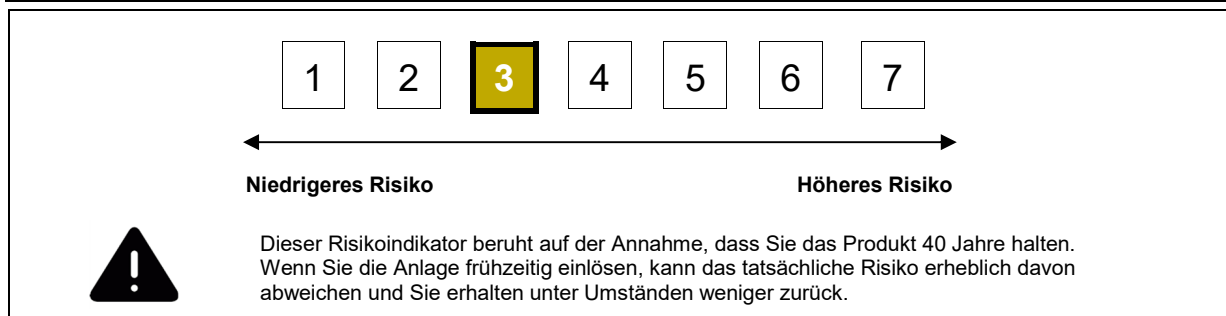 1 2 3 4 5 6 7
Niedrigeres Risiko Höheres Risiko
Dieser Risikoindikator beruht auf der Annahme, dass Sie das Produkt 40 Jahre halten.
Wenn Sie die Anlage frühzeitig einlösen, kann das tatsächliche Risiko erheblich davon
abweichen und Sie erhalten unter Umständen weniger zurück.